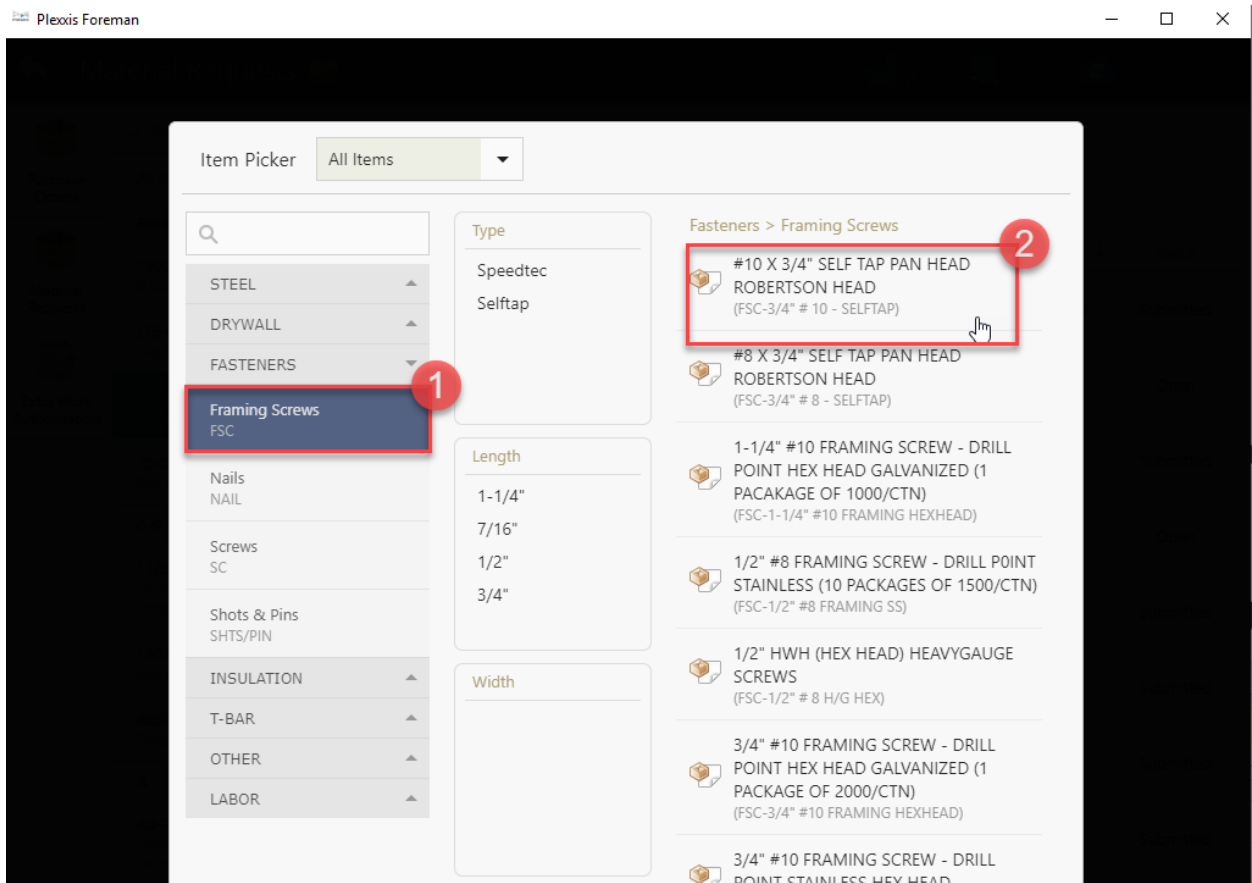 Plexxis Foreman
Item Picker
All Items
STEEL
DRYWALL
FASTENERS
1
Framing Screws
FSC
Nails
NAIL
Screws
SC
Shots & Pins
SHTS/PIN
INSULATION
T-BAR
OTHER
LABOR
Type
Speedtec
Selftap
Length
1-1/4"
7/16"
1/2"
3/4"
Width
Fasteners > Framing Screws
2
#10 X 3/4" SELF TAP PAN HEAD
ROBERTSON HEAD
(FSC-3/4" # 10 - SELFTAP)
#8 X 3/4" SELF TAP PAN HEAD
ROBERTSON HEAD
(FSC-3/4" # 8 - SELFTAP)
1-1/4" #10 FRAMING SCREW - DRILL
POINT HEX HEAD GALVANIZED (1
PACAKAGE OF 1000/CTN)
(FSC-1-1/4" #10 FRAMING HEXHEAD)
1/2" #8 FRAMING SCREW - DRILL P0INT
STAINLESS (10 PACKAGES OF 1500/CTN)
(FSC-1/2" #8 FRAMING SS)
1/2" HWH (HEX HEAD) HEAVYGAUGE
SCREWS
(FSC-1/2" # 8 H/G HEX)
3/4" #10 FRAMING SCREW - DRILL
POINT HEX HEAD GALVANIZED (1
PACKAGE OF 2000/CTN)
(FSC-3/4" #10 FRAMING HEXHEAD)
3/4" #10 FRAMING SCREW - DRILL
POINT STAINLESS HEX HEAD